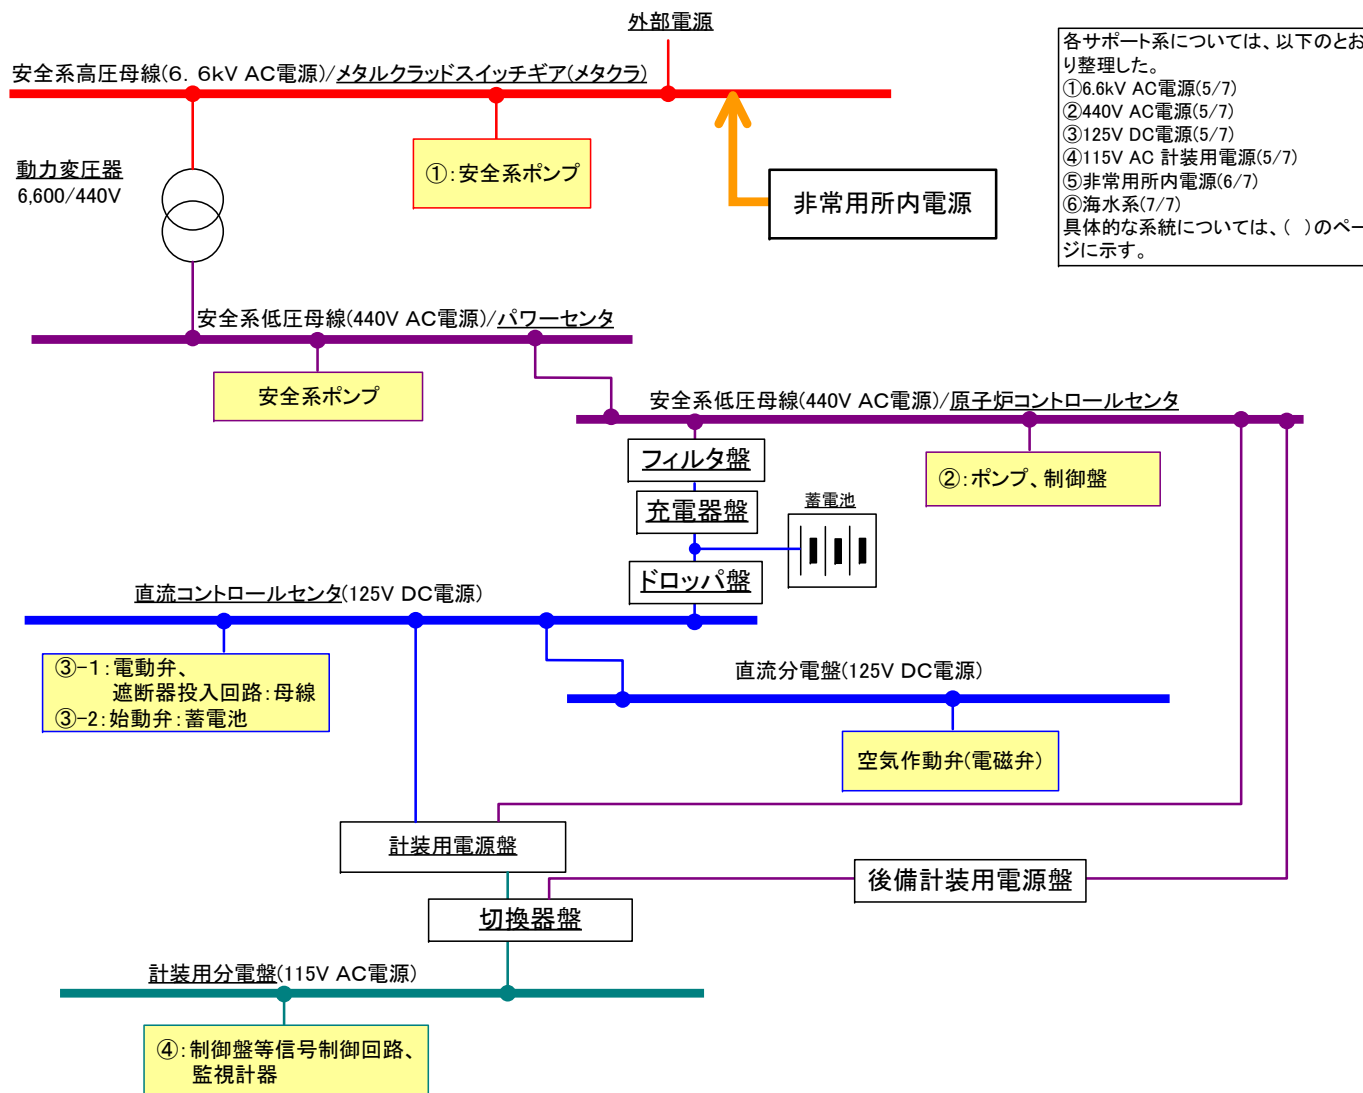 外部電源
安全系高圧母線(6．6kV AC電源)/メタルクラッドスイッチギア(メタクラ)
各サポート系については、以下のとお
り整理した。
①6.6kV AC電源(5/7)
②440V AC電源(5/7)
③125V DC電源(5/7)
④115V AC 計装用電源(5/7)
⑤非常用所内電源(6/7)
⑥海水系(7/7)
具体的な系統については、( )のペー
ジに示す。
動力変圧器
6,600/440V
①：安全系ポンプ
非常用所内電源
安全系低圧母線(440V AC電源)/パワーセンタ
安全系ポンプ
安全系低圧母線(440V AC電源)/原子炉コントロールセンタ
フィルタ盤
②：ポンプ、制御盤
充電器盤
蓄電池
ドロッパ盤
直流コントロールセンタ(125V DC電源)
③-1：電動弁、
遮断器投入回路：母線
③-2：始動弁：蓄電池
直流分電盤(125V DC電源)
空気作動弁(電磁弁)
計装用電源盤
後備計装用電源盤
切換器盤
計装用分電盤(115V AC電源)
④：制御盤等信号制御回路、
監視計器